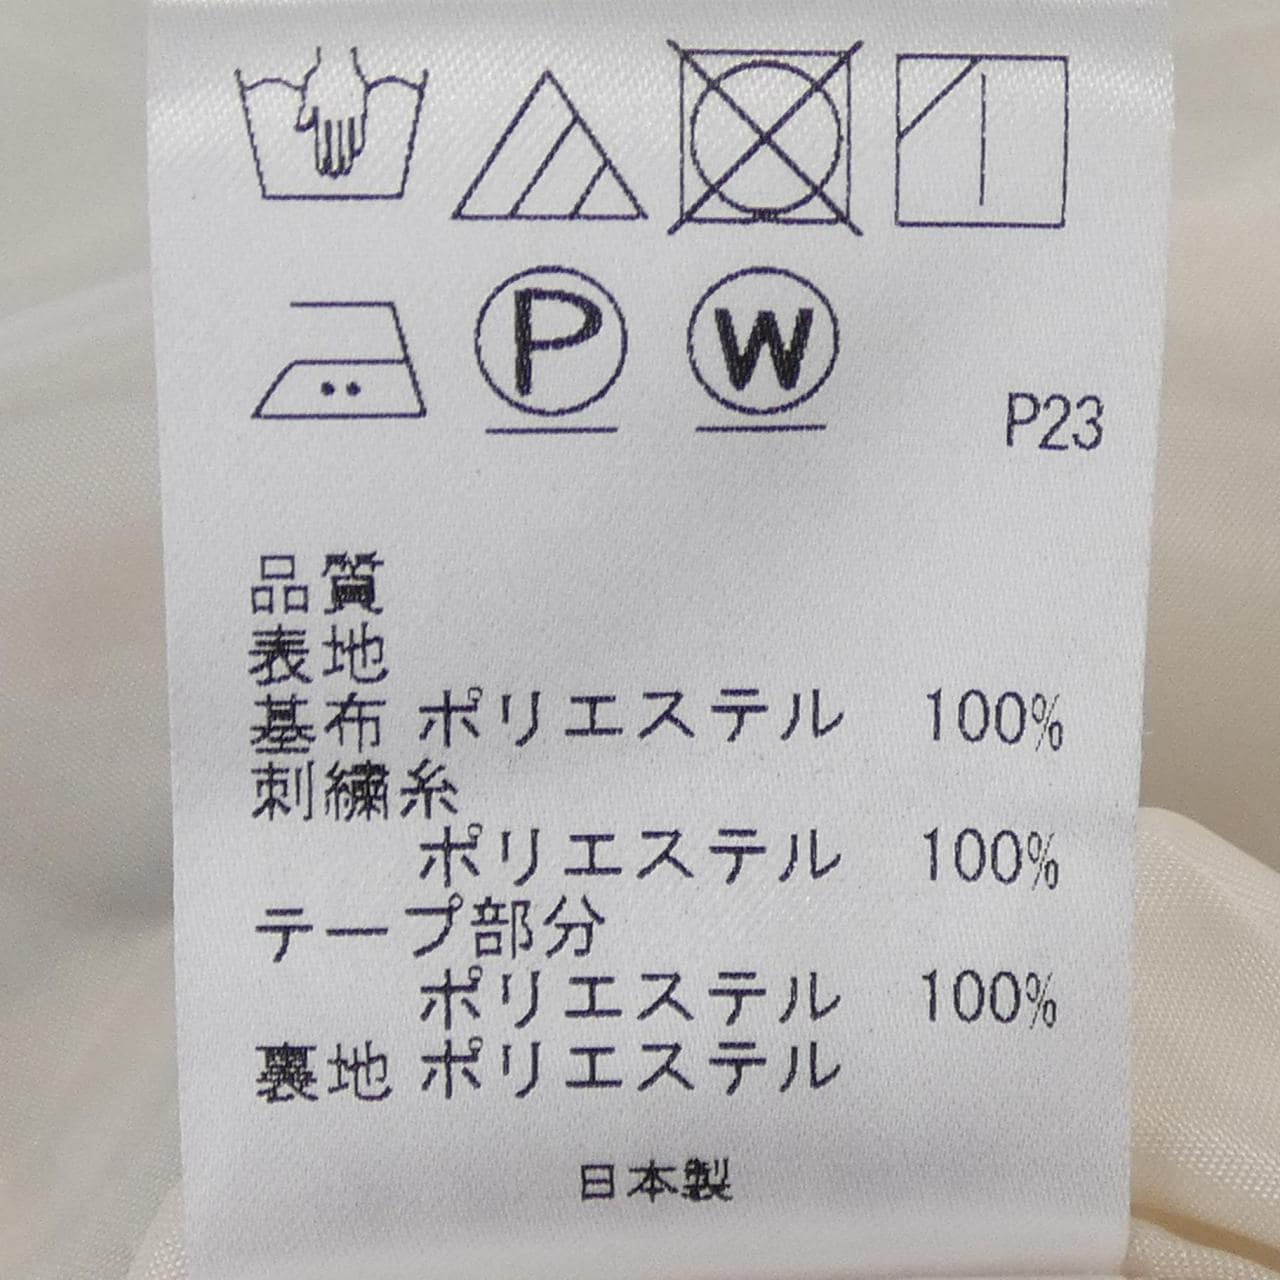 P W
P23
品質
表地
基布 ポリエステル 100%
刺繍糸
ポリエステル 100%
テープ部分
ポリエステル 100%
裏地 ポリエステル
日本製